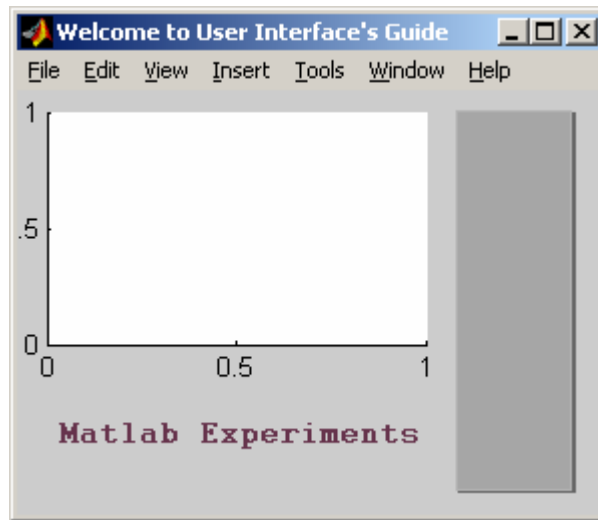 Welcome to User Interface's Guide
File Edit View Insert Tools Window Help
1
.5
0
0 0.5 1
Matlab Experiments